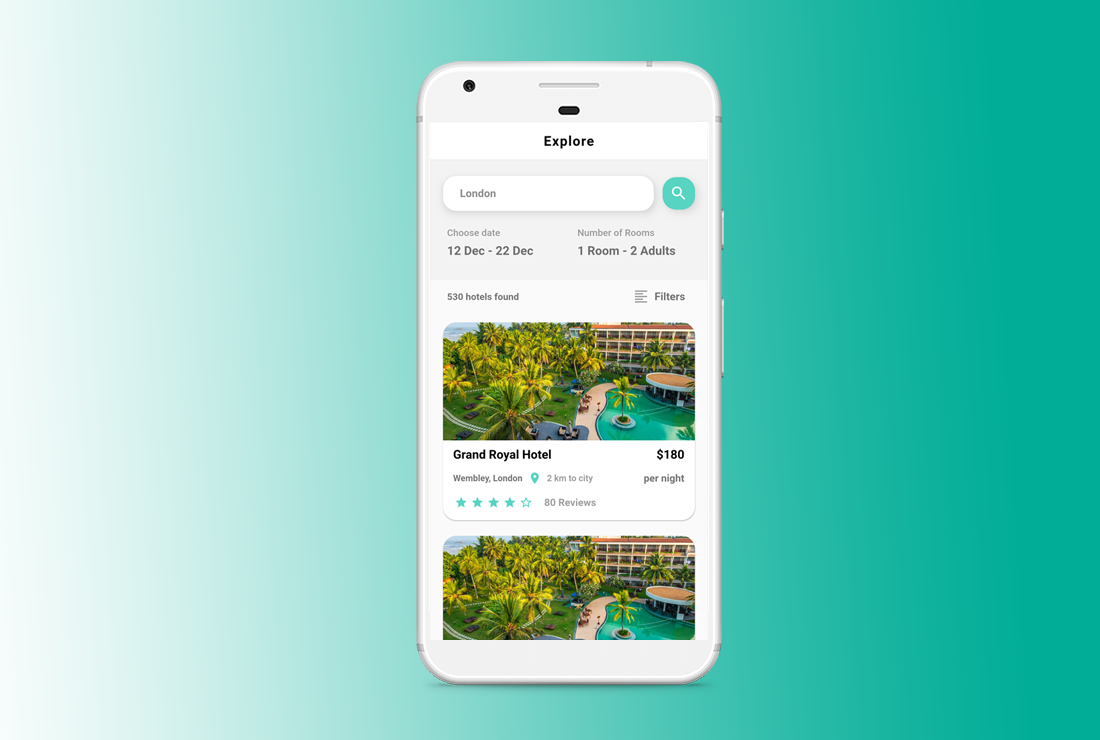 Explore
London
Choose date
Number of Rooms
12 Dec - 22 Dec
1 Room - 2 Adults
530 hotels found
Filters
Grand Royal Hotel
$180
Wembley, London
2 km to city
per night
80 Reviews